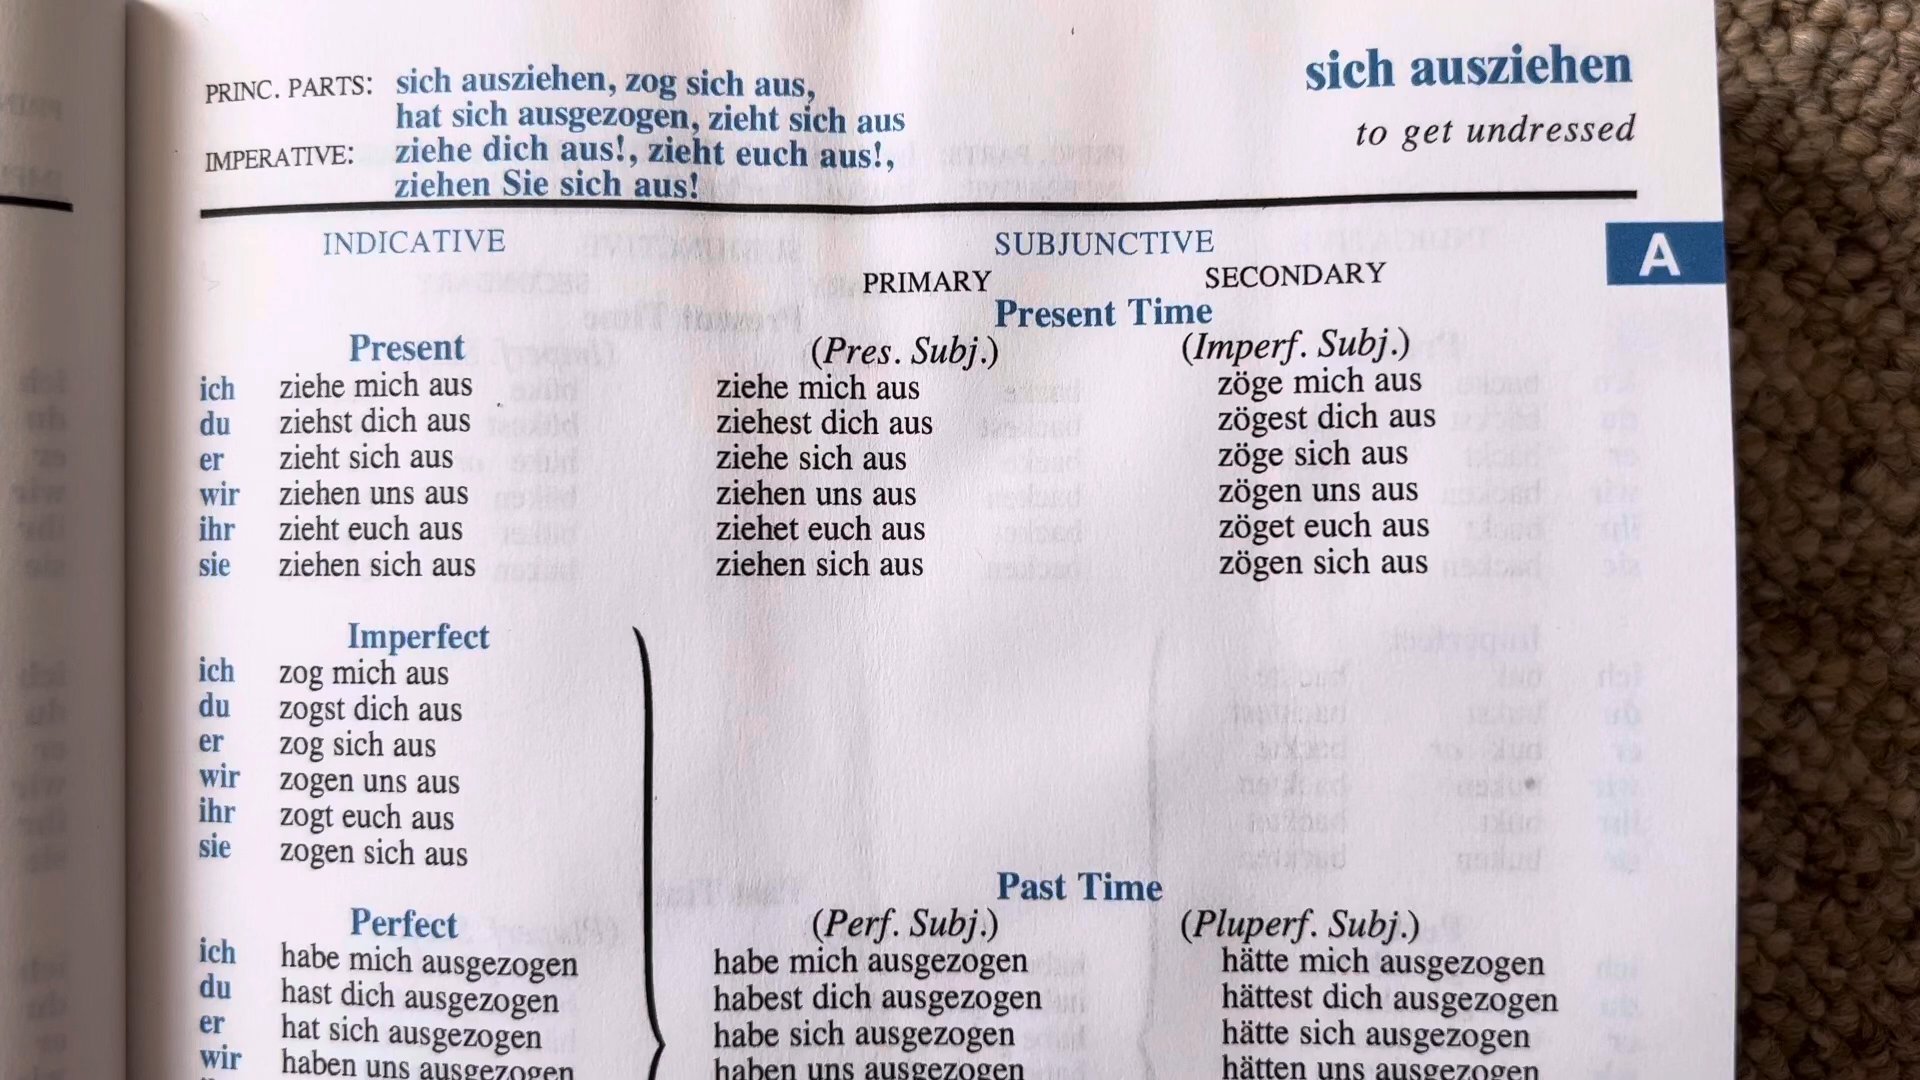 PRINC. PARTS: sich ausziehen, zog sich aus,
hat sich ausgezogen, zieht sich aus
IMPERATIVE: ziehe dich aus!, zieht euch aus!,
ziehen Sie sich aus!
sich ausziehen
to get undressed
INDICATIVE SUBJUNCTIVE
A
PRIMARY SECONDARY
Present Time
Present (Pres. Subj.) (Imperf. Subj.)
ich ziehe mich aus ziehe mich aus zöge mich aus
du ziehst dich aus ziehest dich aus zögest dich aus
er zieht sich aus ziehe sich aus zöge sich aus
wir ziehen uns aus ziehen uns aus zögen uns aus
ihr zieht euch aus ziehet euch aus zöget euch aus
sie ziehen sich aus ziehen sich aus zögen sich aus
Imperfect
ich zog mich aus
du zogst dich aus
er zog sich aus
wir zogen uns aus
ihr zogt euch aus
sie zogen sich aus
Past Time
Perfect (Perf. Subj.) (Pluperf. Subj.)
ich habe mich ausgezogen habe mich ausgezogen hätte mich ausgezogen
du hast dich ausgezogen habest dich ausgezogen hättest dich ausgezogen
er hat sich ausgezogen habe sich ausgezogen hätte sich ausgezogen
wir haben uns ausgezogen haben uns ausgezogen hätten uns ausgezogen